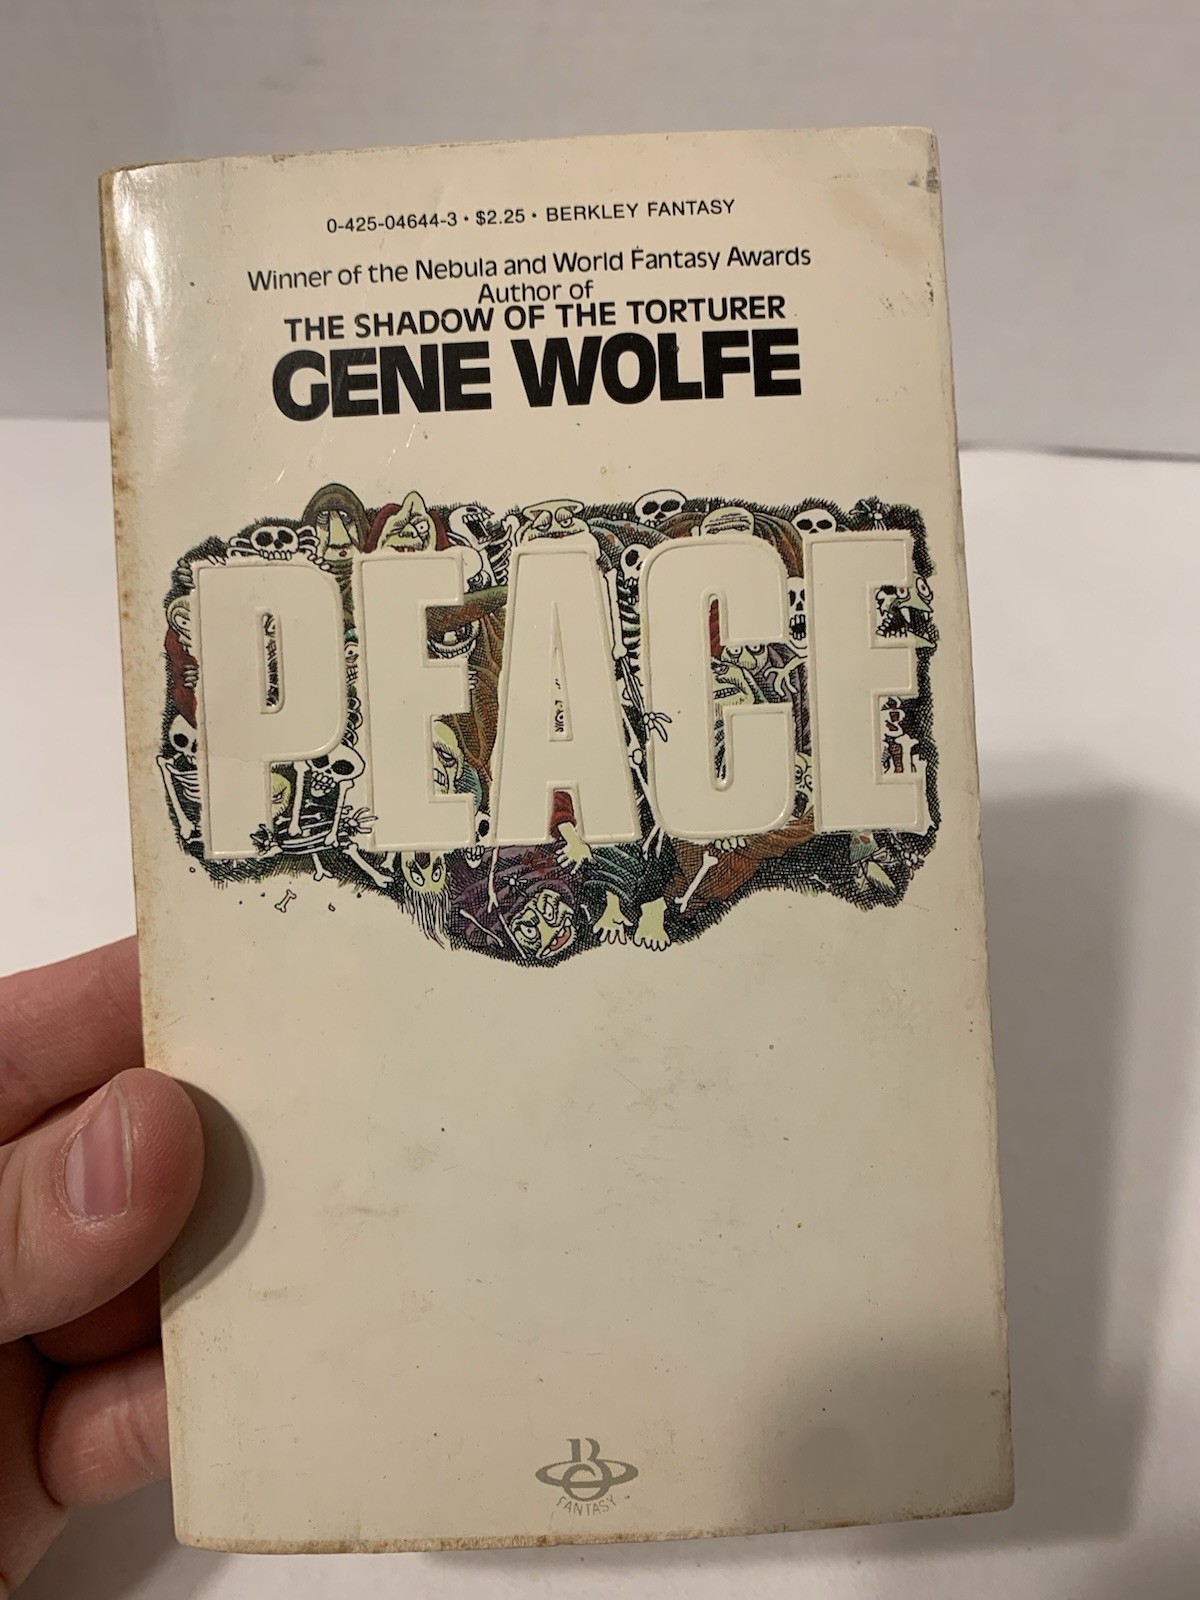 0-425-04644-3 • $2.25 • BERKLEY FANTASY
Winner of the Nebula and World Fantasy Awards
Author of
THE SHADOW OF THE TORTURER
GENE WOLFE
PEACE
B
FANTASY